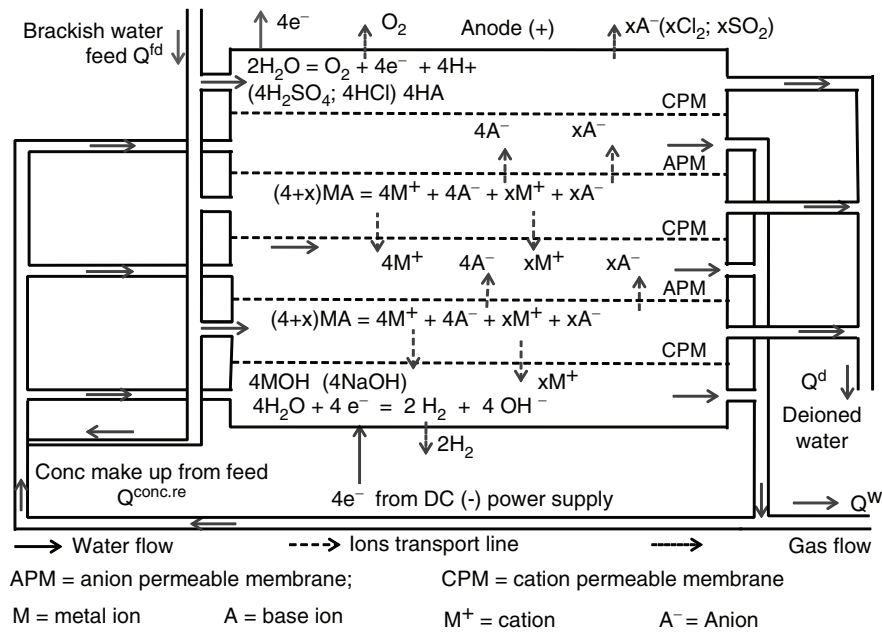 4e⁻ O₂ Anode (+) xA⁻(xCl₂; xSO₂)
Brackish water
feed Qᶠᵈ
2H₂O = O₂ + 4e⁻ + 4H+
(4H₂SO₄; 4HCl) 4HA
CPM
4A⁻ xA⁻
APM
(4+x)MA = 4M⁺ + 4A⁻ + xM⁺ + xA⁻
CPM
4M⁺ 4A⁻ xM⁺ xA⁻
APM
(4+x)MA = 4M⁺ + 4A⁻ + xM⁺ + xA⁻
CPM
4MOH (4NaOH) xM⁺
4H₂O + 4 e⁻ = 2 H₂ + 4 OH⁻
Qᵈ
Deioned
water
2H₂
Conc make up from feed
Qᶜᵒⁿᶜ·ʳᵉ
4e⁻ from DC (-) power supply
Qᵂ
Water flow Ions transport line Gas flow
APM = anion permeable membrane; CPM = cation permeable membrane
M = metal ion A = base ion M⁺ = cation A⁻ = Anion